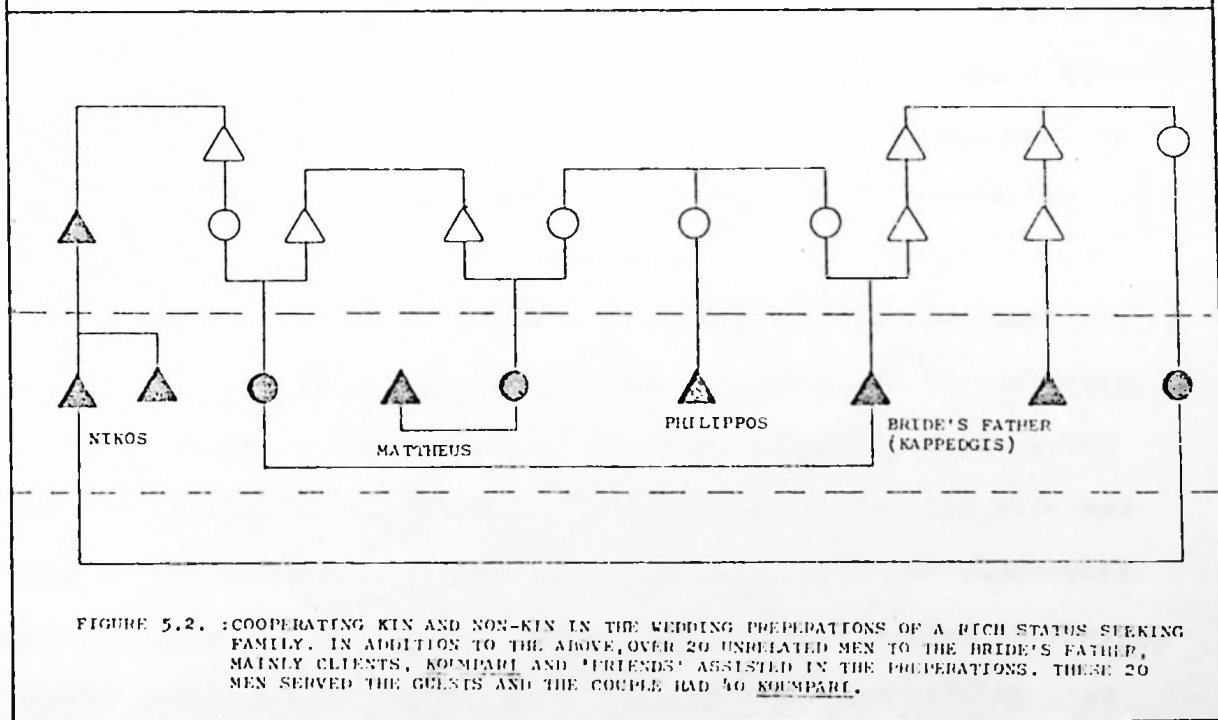 NIKOS
MATTHEUS
PHILIPPOS
BRIDE'S FATHER
(KAPPEDGIS)
FIGURE 5.2. :COOPERATING KIN AND NON-KIN IN THE WEDDING PREPERATIONS OF A RICH STATUS SEEKING
FAMILY. IN ADDITION TO THE ABOVE,OVER 20 UNRELATED MEN TO THE BRIDE'S FATHER,
MAINLY CLIENTS, KOUMPARI AND 'FRIENDS' ASSISTED IN THE PREPERATIONS. THESE 20
MEN SERVED THE GUESTS AND THE COUPLE HAD 40 KOUMPARI.